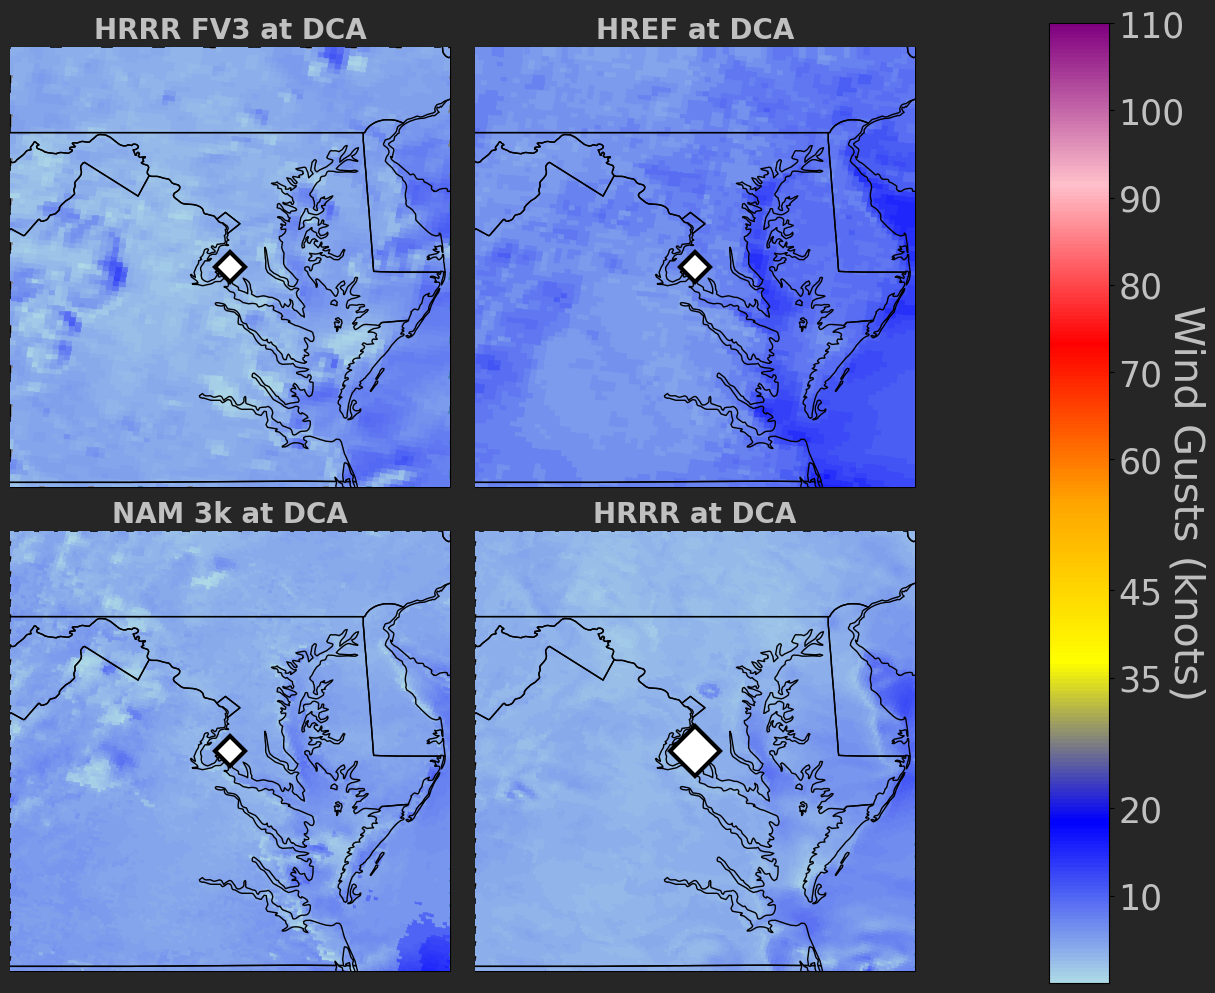 HRRR FV3 at DCA
HREF at DCA
NAM 3k at DCA
HRRR at DCA
110
100
90
80
70
60
45
35
20
10
Wind Gusts (knots)